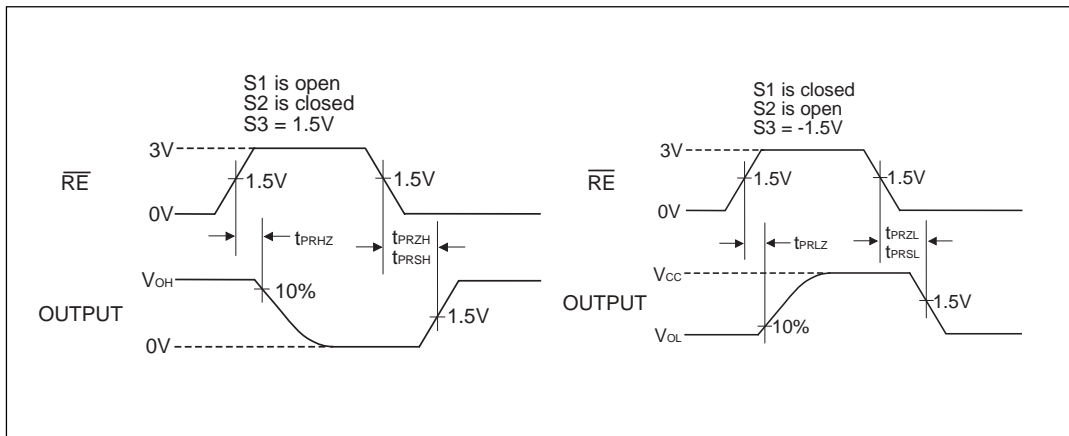 S1 is open
S2 is closed
S3 = 1.5V
3V
RE
1.5V
1.5V
0V
tPRHZ
tPRZH
tPRSH
VOH
10%
OUTPUT
1.5V
0V
S1 is closed
S2 is open
S3 = -1.5V
3V
RE
1.5V
1.5V
0V
tPRLZ
tPRZL
tPRSL
VCC
OUTPUT
1.5V
10%
VOL